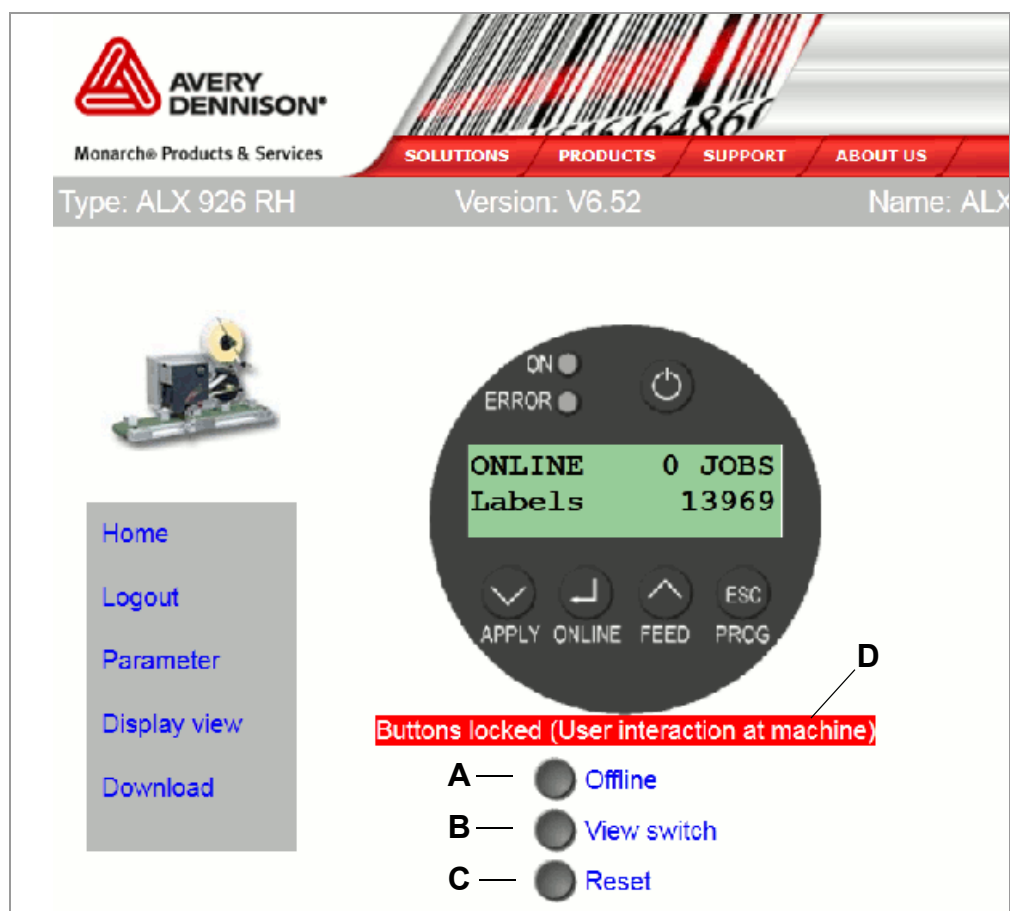 AVERY
DENNISON®
Monarch® Products & Services
SOLUTIONS PRODUCTS SUPPORT ABOUT US
Type: ALX 926 RH Version: V6.52 Name: ALX
ON
ERROR
ONLINE 0 JOBS
Labels 13969
ESC
APPLY ONLINE FEED PROG
Home
Logout
Parameter
Display view
Download
D
Buttons locked (User interaction at machine)
A Offline
B View switch
C Reset